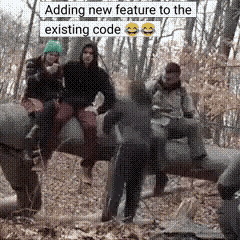 Adding new feature to the
existing code 😂😂